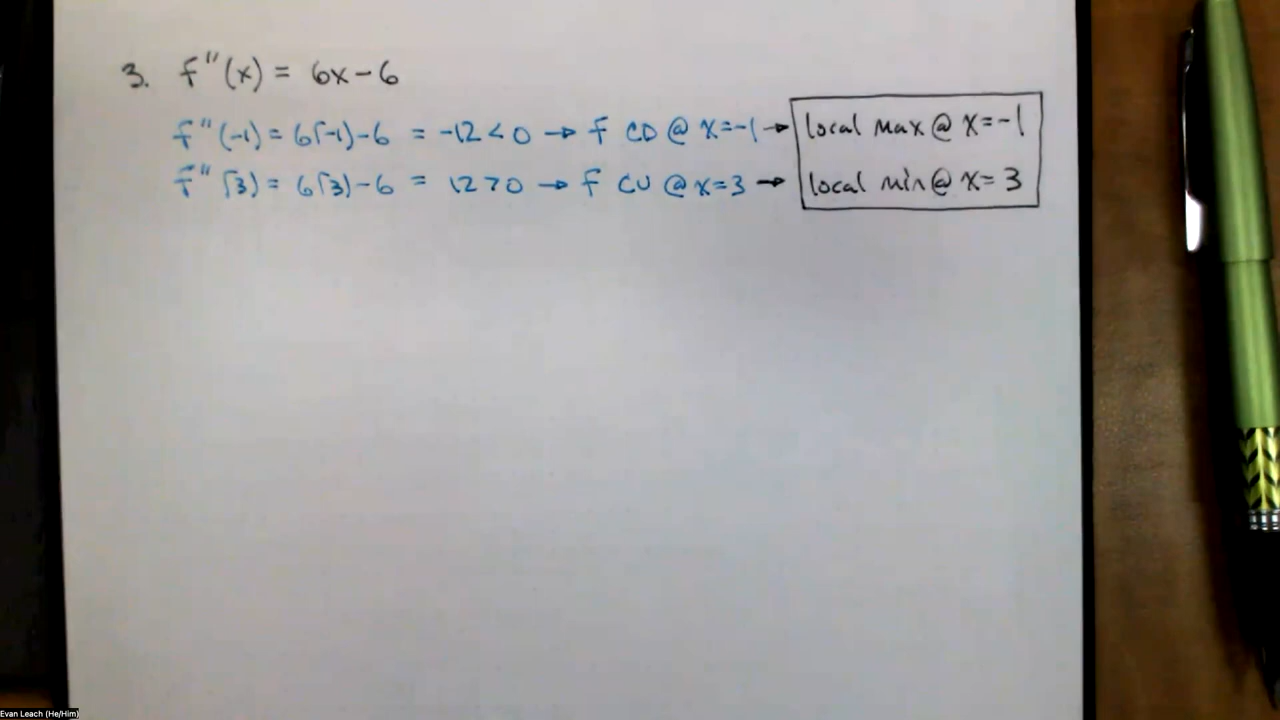 3. f''(x) = 6x-6
f''(-1) = 6(-1)-6 = -12<0 → f CD @ x=-1 → local max @ x=-1
f''(3) = 6(3)-6 = 12>0 → f CU @ x=3 → local min @ x=3
Evan Leach (He/Him)